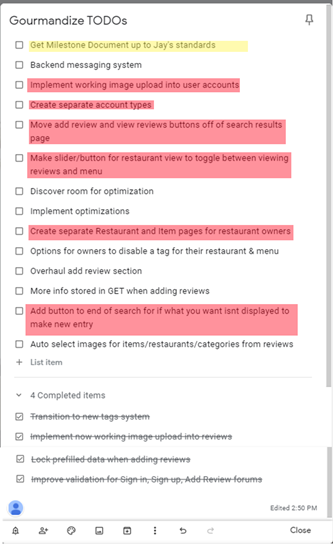 Gourmandize TODOs
Get Milestone Document up to Jay's standards
Backend messaging system
Implement working image upload into user accounts
Create separate account types
Move add review and view reviews buttons off of search results
page
Make slider/button for restaurant view to toggle between viewing
reviews and menu
Discover room for optimization
Implement optimizations
Create separate Restaurant and Item pages for restaurant owners
Options for owners to disable a tag for their restaurant & menu
Overhaul add review section
More info stored in GET when adding reviews
Add button to end of search for if what you want isnt displayed to
make new entry
Auto select images for items/restaurants/categories from reviews
+ List item
4 Completed items
Transition to new tags system
Implement now working image upload into reviews
Lock prefilled data when adding reviews
Improve validation for Sign in, Sign up, Add Review forums
Edited 2:50 PM
Close